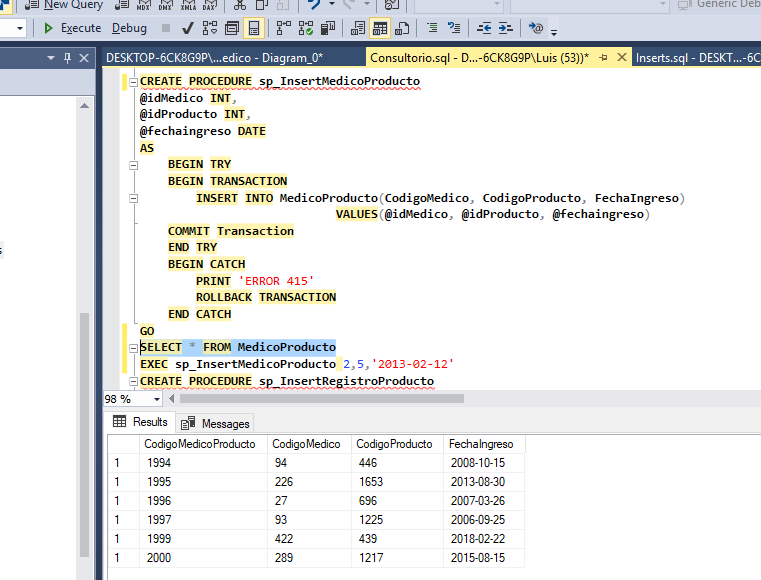 New Query MDX DMX XMLA DAX
Generic Deb
Execute Debug
DESKTOP-6CK8G9P\...edico - Diagram_0* Consultorio.sql - D...-6CK8G9P\Luis (53))* Inserts.sql - DESKT...-6C
CREATE PROCEDURE sp_InsertMedicoProducto
@idMedico INT,
@idProducto INT,
@fechaingreso DATE
AS
BEGIN TRY
BEGIN TRANSACTION
INSERT INTO MedicoProducto(CodigoMedico, CodigoProducto, FechaIngreso)
VALUES(@idMedico, @idProducto, @fechaingreso)
COMMIT Transaction
END TRY
BEGIN CATCH
PRINT 'ERROR 415'
ROLLBACK TRANSACTION
END CATCH
GO
SELECT * FROM MedicoProducto
EXEC sp_InsertMedicoProducto 2,5,'2013-02-12'
CREATE PROCEDURE sp_InsertRegistroProducto
98 %
Results Messages
CodigoMedicoProducto CodigoMedico CodigoProducto FechaIngreso
1 1994 94 446 2008-10-15
1 1995 226 1653 2013-08-30
1 1996 27 696 2007-03-26
1 1997 93 1225 2006-09-25
1 1999 422 439 2018-02-22
1 2000 289 1217 2015-08-15